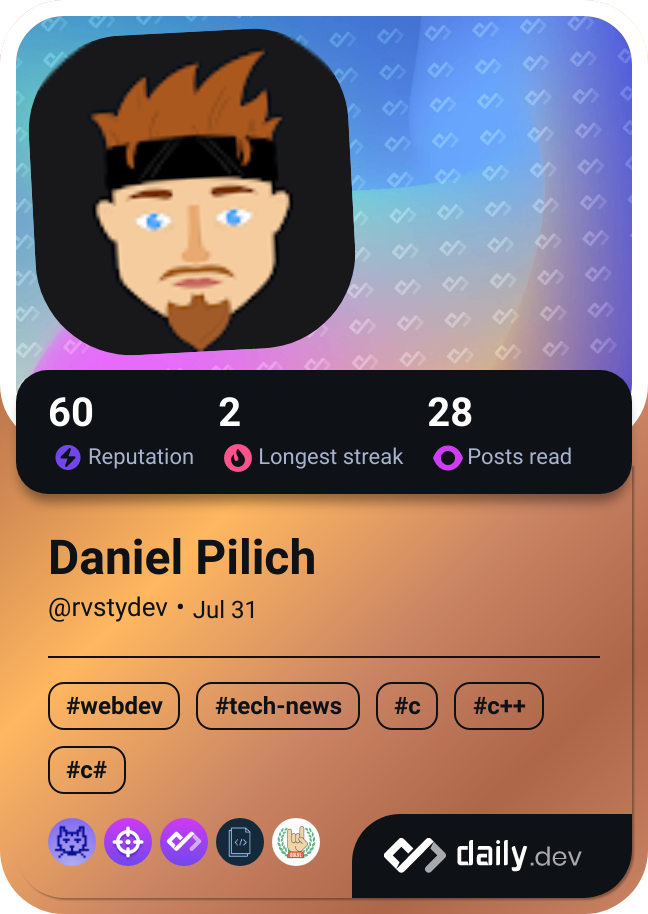 60 2 28
Reputation Longest streak Posts read
Daniel Pilich
@rvstydev • Jul 31
#webdev #tech-news #c #c++
#c#
daily.dev